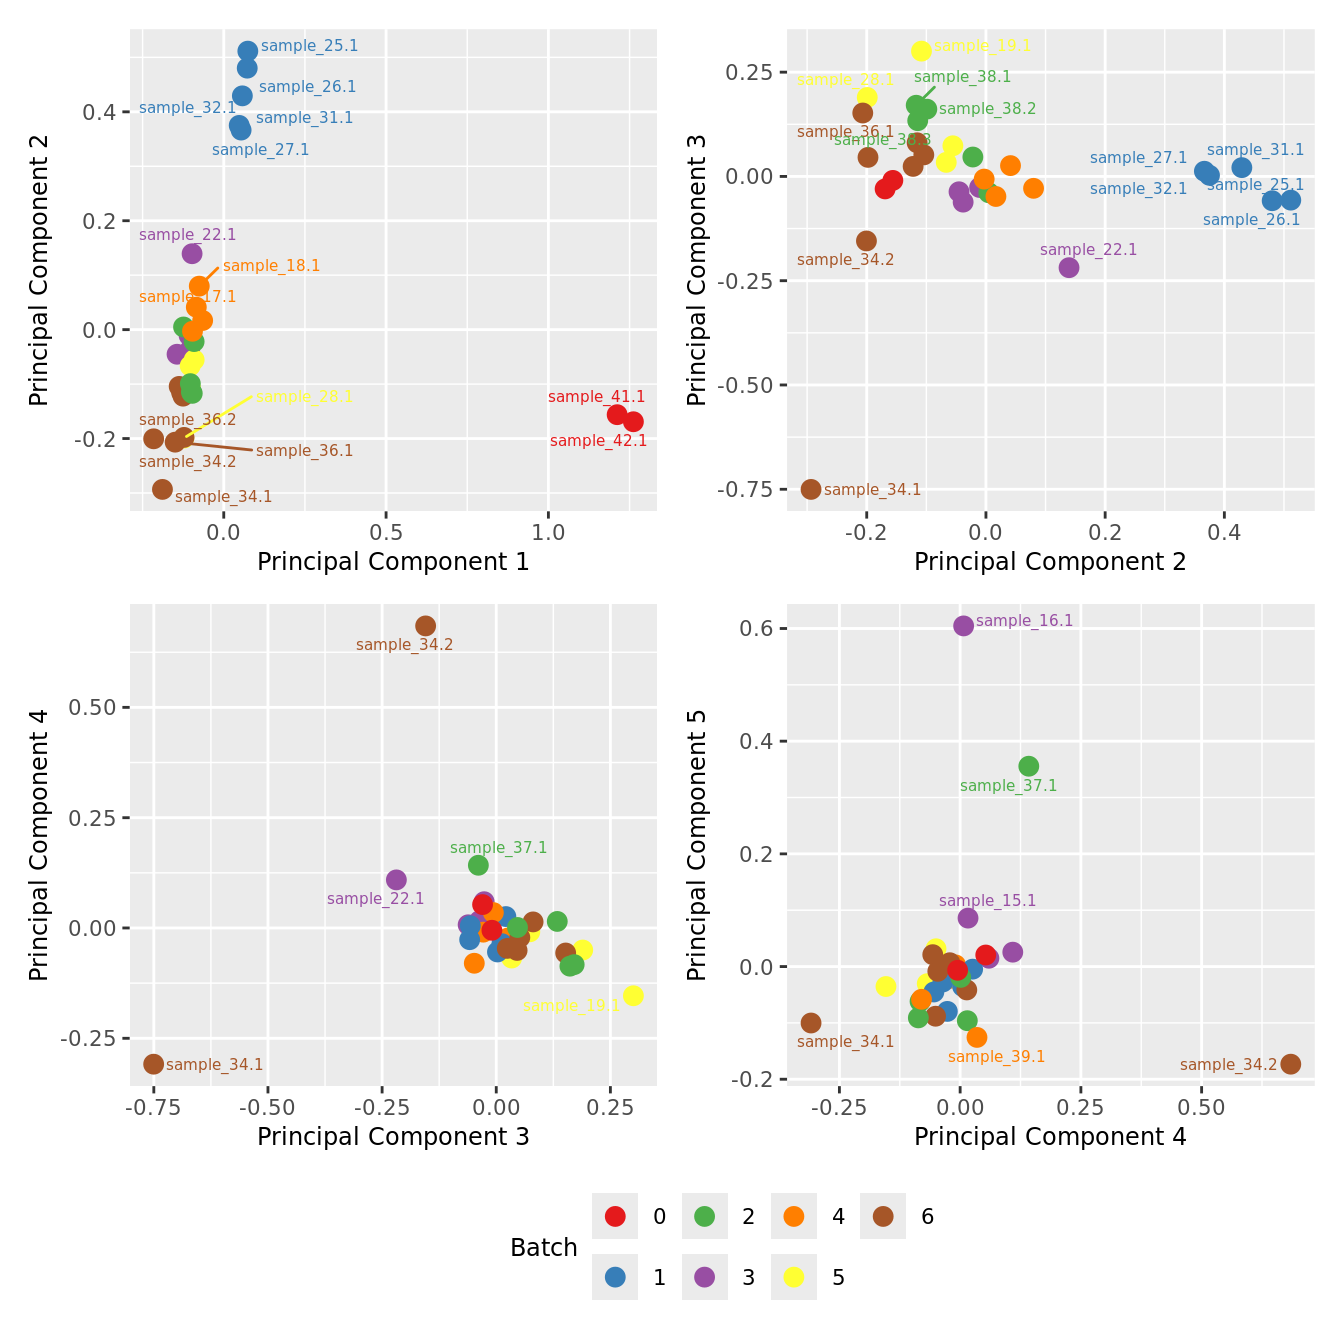 sample_25.1
sample_26.1
sample_32.1
sample_31.1
sample_27.1
sample_22.1
sample_18.1
sample_17.1
sample_28.1
sample_41.1
sample_36.2
sample_42.1
sample_36.1
sample_34.2
sample_34.1
0.4
0.2
0.0
-0.2
0.0
0.5
1.0
Principal Component 1
Principal Component 2
sample_19.1
sample_28.1
sample_38.1
sample_38.2
sample_36.1
sample_38.3
sample_31.1
sample_27.1
sample_25.1
sample_32.1
sample_26.1
sample_22.1
sample_34.2
sample_34.1
0.25
0.00
-0.25
-0.50
-0.75
-0.2
0.0
0.2
0.4
Principal Component 2
Principal Component 3
sample_34.2
sample_37.1
sample_22.1
sample_19.1
sample_34.1
0.50
0.25
0.00
-0.25
-0.75
-0.50
-0.25
0.00
0.25
Principal Component 3
Principal Component 4
sample_16.1
sample_37.1
sample_15.1
sample_34.1
sample_39.1
sample_34.2
0.6
0.4
0.2
0.0
-0.2
-0.25
0.00
0.25
0.50
Principal Component 4
Principal Component 5
Batch
0
2
4
6
1
3
5